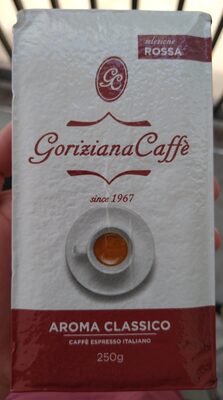 selezione
ROSSA
GC
GorizianaCaffè
since 1967
AROMA CLASSICO
CAFFÈ ESPRESSO ITALIANO
250g